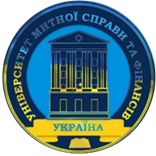 УНІВЕРСИТЕТ МИТНОЇ СПРАВИ ТА ФІНАНСІВ
УКРАЇНА